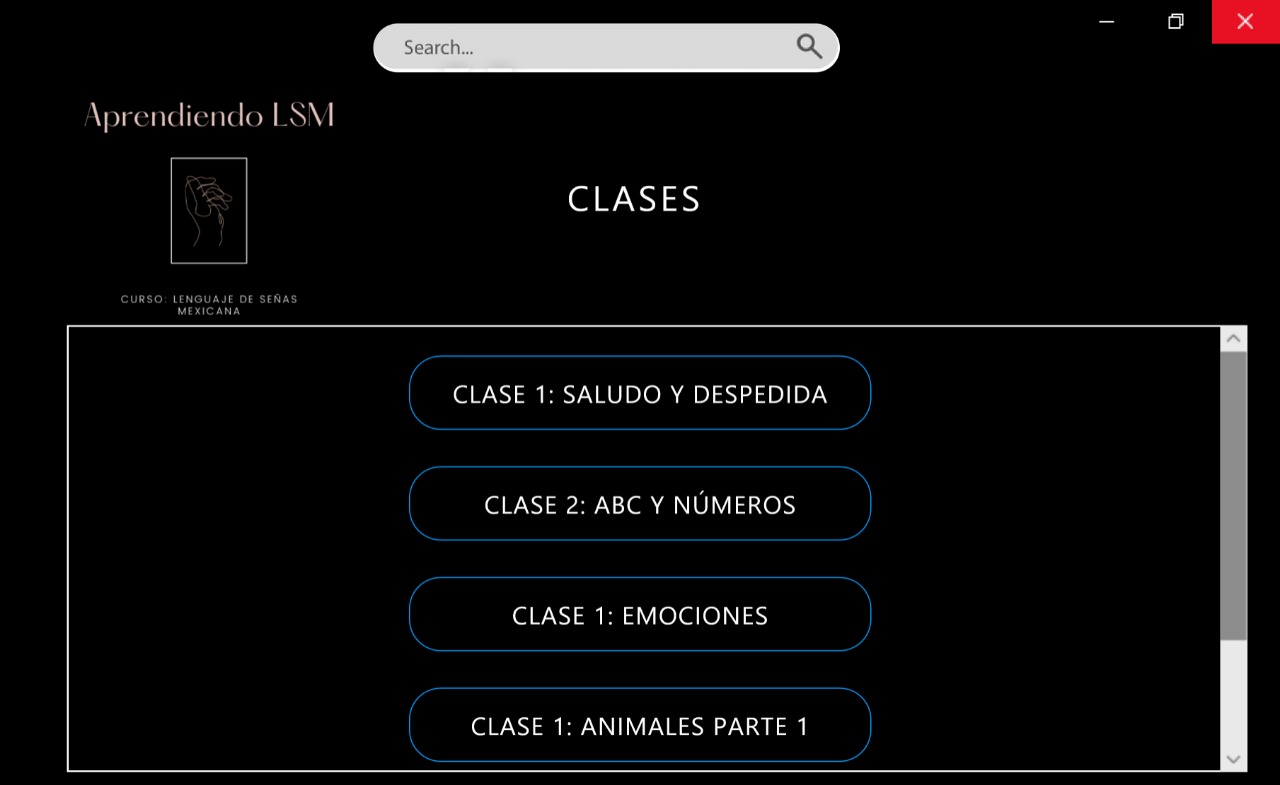 Search...
Aprendiendo LSM
CLASES
CURSO: LENGUAJE DE SEÑAS
MEXICANA
CLASE 1: SALUDO Y DESPEDIDA
CLASE 2: ABC Y NÚMEROS
CLASE 1: EMOCIONES
CLASE 1: ANIMALES PARTE 1